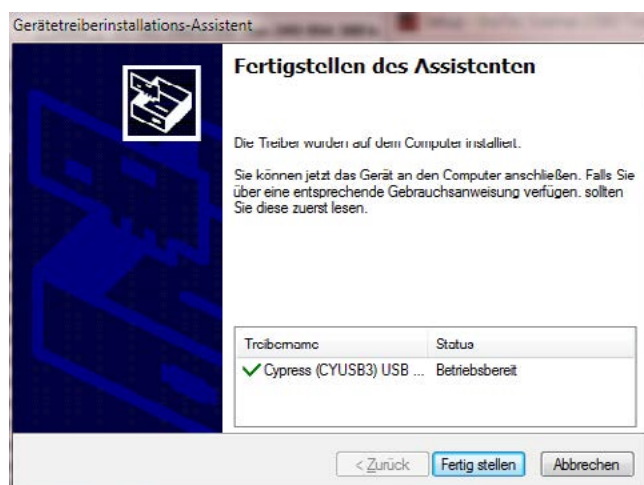 Gerätetreiberinstallations-Assistent
Fertigstellen des Assistenten
Die Treiber wurden auf dem Computer installiert.
Sie können jetzt das Gerät an den Computer anschließen. Falls Sie
über eine entsprechende Gebrauchsanweisung verfügen, sollten
Sie diese zuerst lesen.
Treibername Status
Cypress (CYUSB3) USB ... Betriebsbereit
< Zurück Fertig stellen Abbrechen